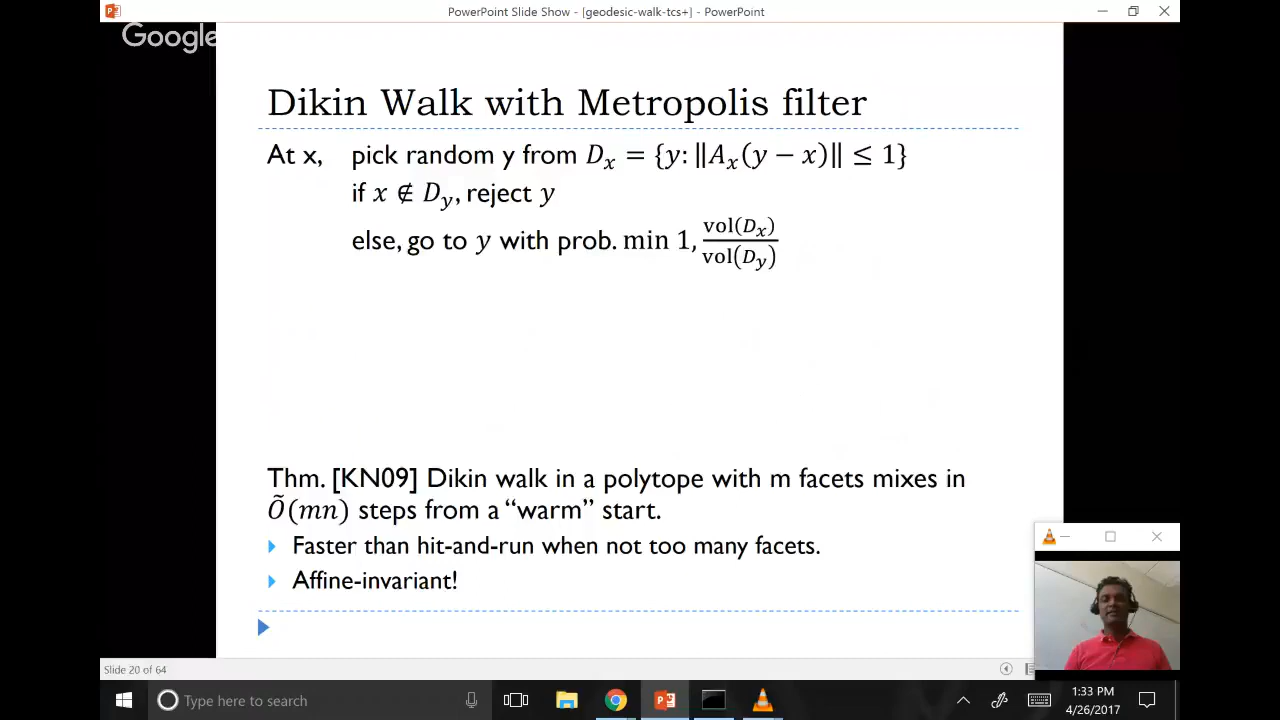 PowerPoint Slide Show - [geodesic-walk-tcs+] - PowerPoint
Google
Dikin Walk with Metropolis filter
At x, pick random y from 𝐷ₓ = {𝑦: ‖𝐴ₓ(𝑦 − 𝑥)‖ ≤ 1}
if 𝑥 ∉ 𝐷_𝑦, reject 𝑦
else, go to 𝑦 with prob. min 1, vol(𝐷ₓ)/vol(𝐷_𝑦)
Thm. [KN09] Dikin walk in a polytope with m facets mixes in
Õ(𝑚𝑛) steps from a “warm” start.
Faster than hit-and-run when not too many facets.
Affine-invariant!
Slide 20 of 64
Type here to search
1:33 PM
4/26/2017